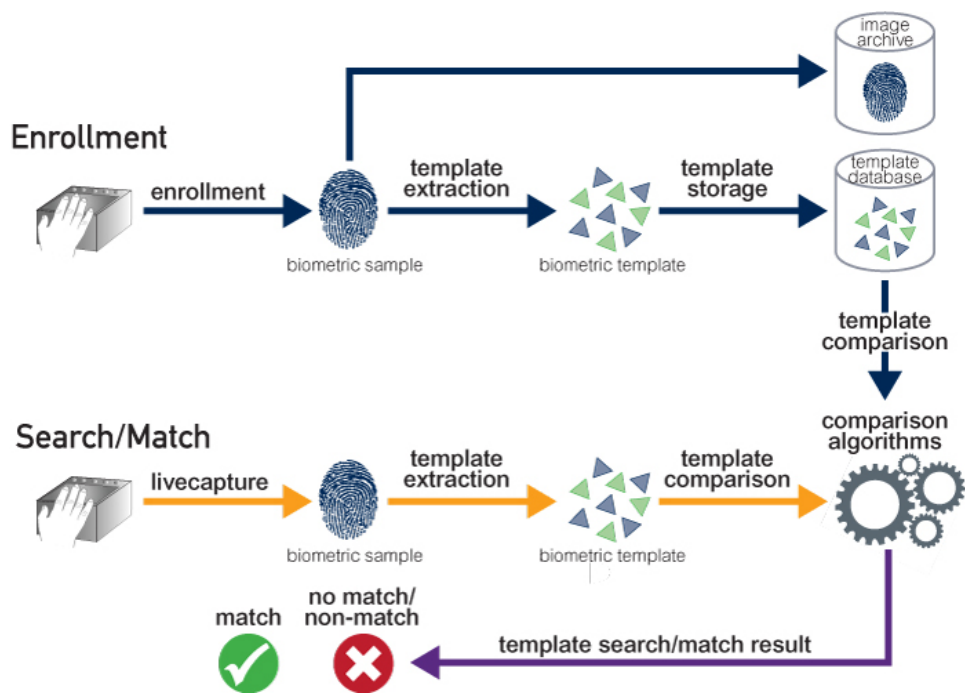 image
archive
Enrollment
enrollment
template
extraction
template
storage
template
database
biometric sample
biometric template
template
comparison
Search/Match
comparison
algorithms
livecapture
template
extraction
template
comparison
biometric sample
biometric template
match
no match/
non-match
template search/match result